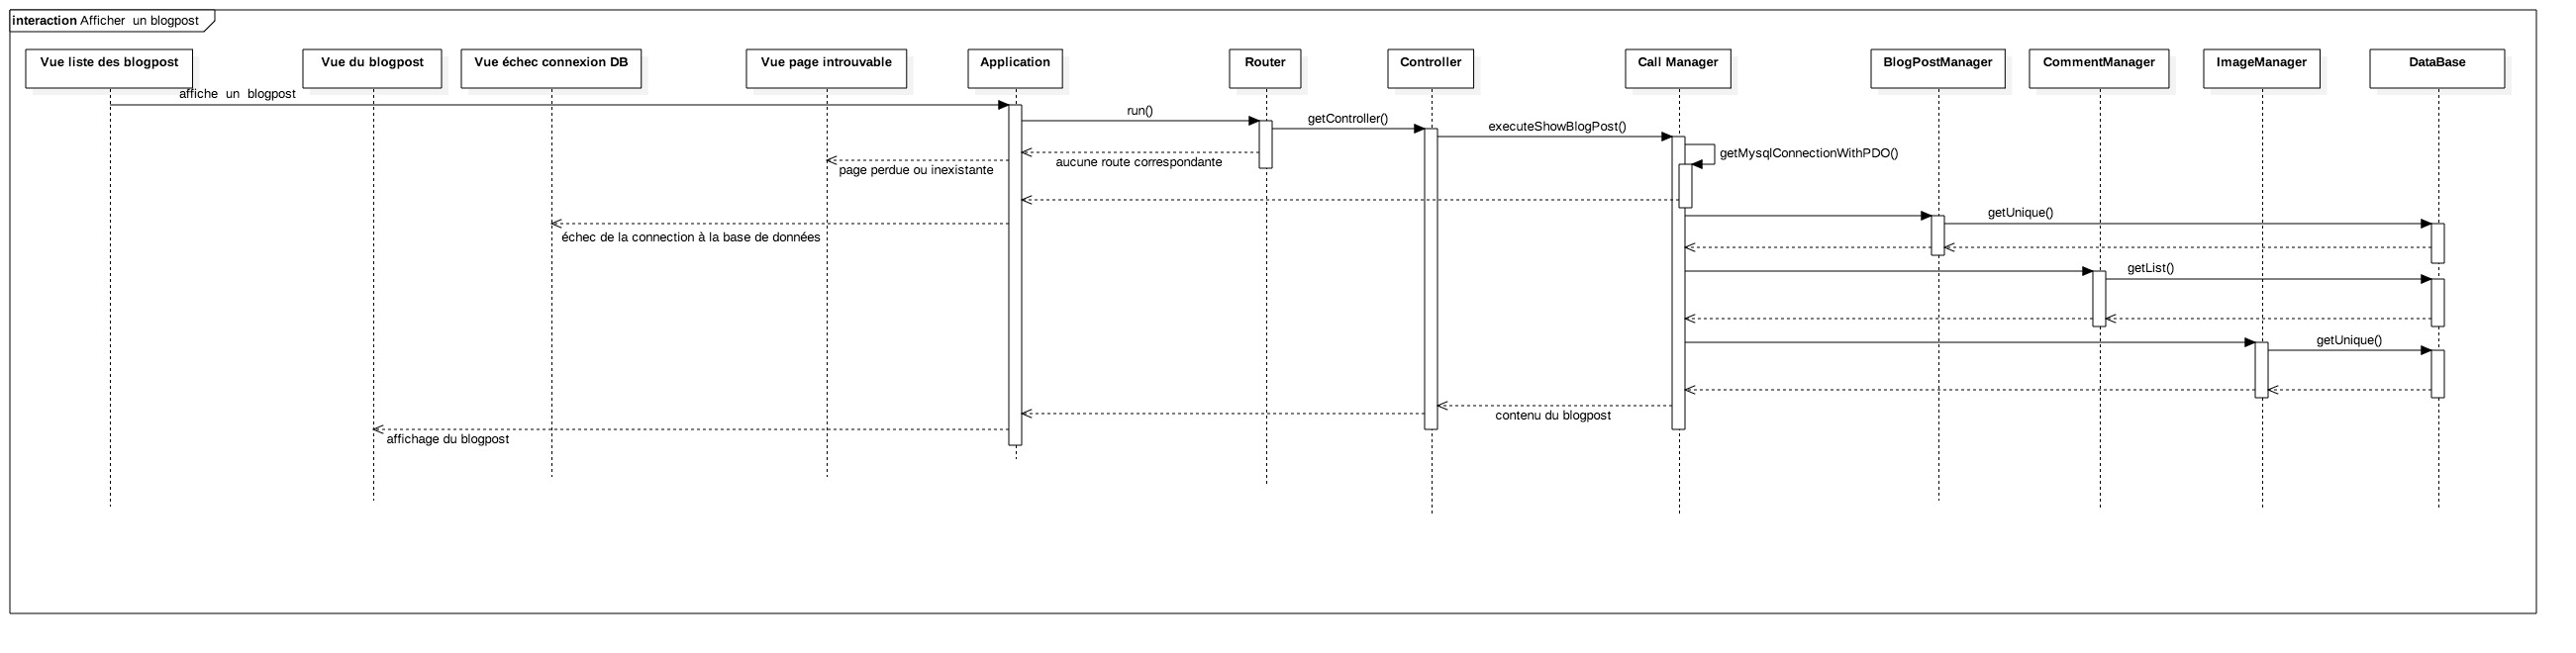 interaction Afficher un blogpost
Vue liste des blogpost
Vue du blogpost
Vue échec connexion DB
Vue page introuvable
Application
Router
Controller
Call Manager
BlogPostManager
CommentManager
ImageManager
DataBase
affiche un blogpost
run()
getController()
executeShowBlogPost()
getMysqlConnectionWithPDO()
aucune route correspondante
page perdue ou inexistante
getUnique()
échec de la connection à la base de données
getList()
getUnique()
contenu du blogpost
affichage du blogpost